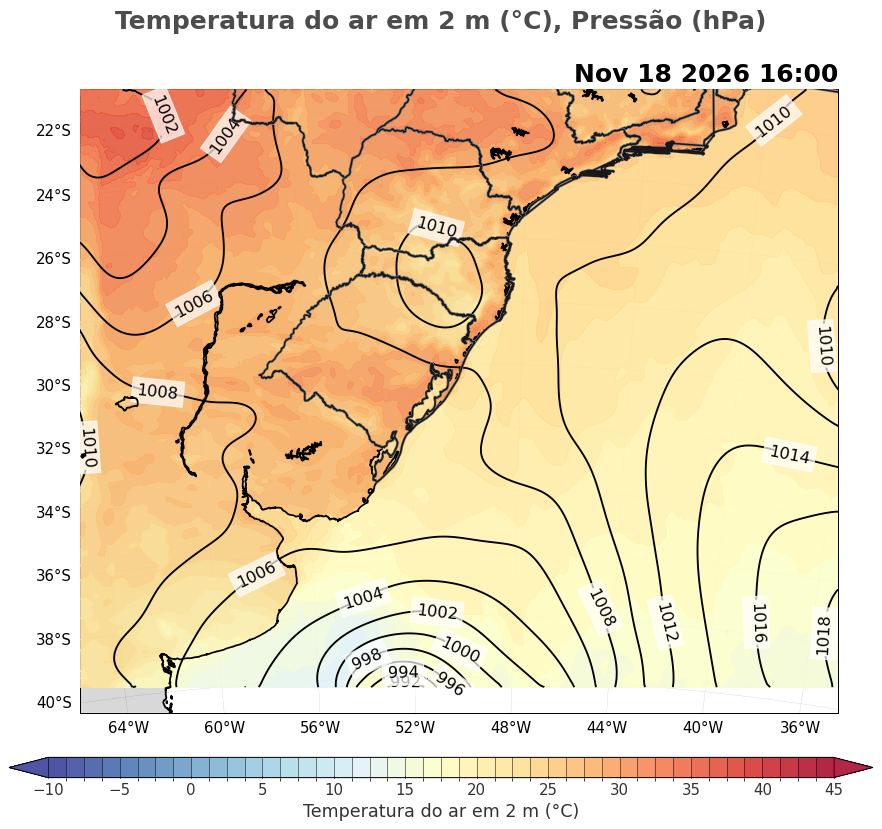 Temperatura do ar em 2 m (°C), Pressão (hPa)
Nov 18 2026 16:00
1002
1004
1010
1010
22°S
24°S
26°S
28°S
30°S
32°S
34°S
36°S
38°S
40°S
1006
1010
1008
1010
1014
1006
1004
1002
1000
998
996
994
992
1008
1012
1016
1018
64°W 60°W 56°W 52°W 48°W 44°W 40°W 36°W
−10 −5 0 5 10 15 20 25 30 35 40 45
Temperatura do ar em 2 m (°C)